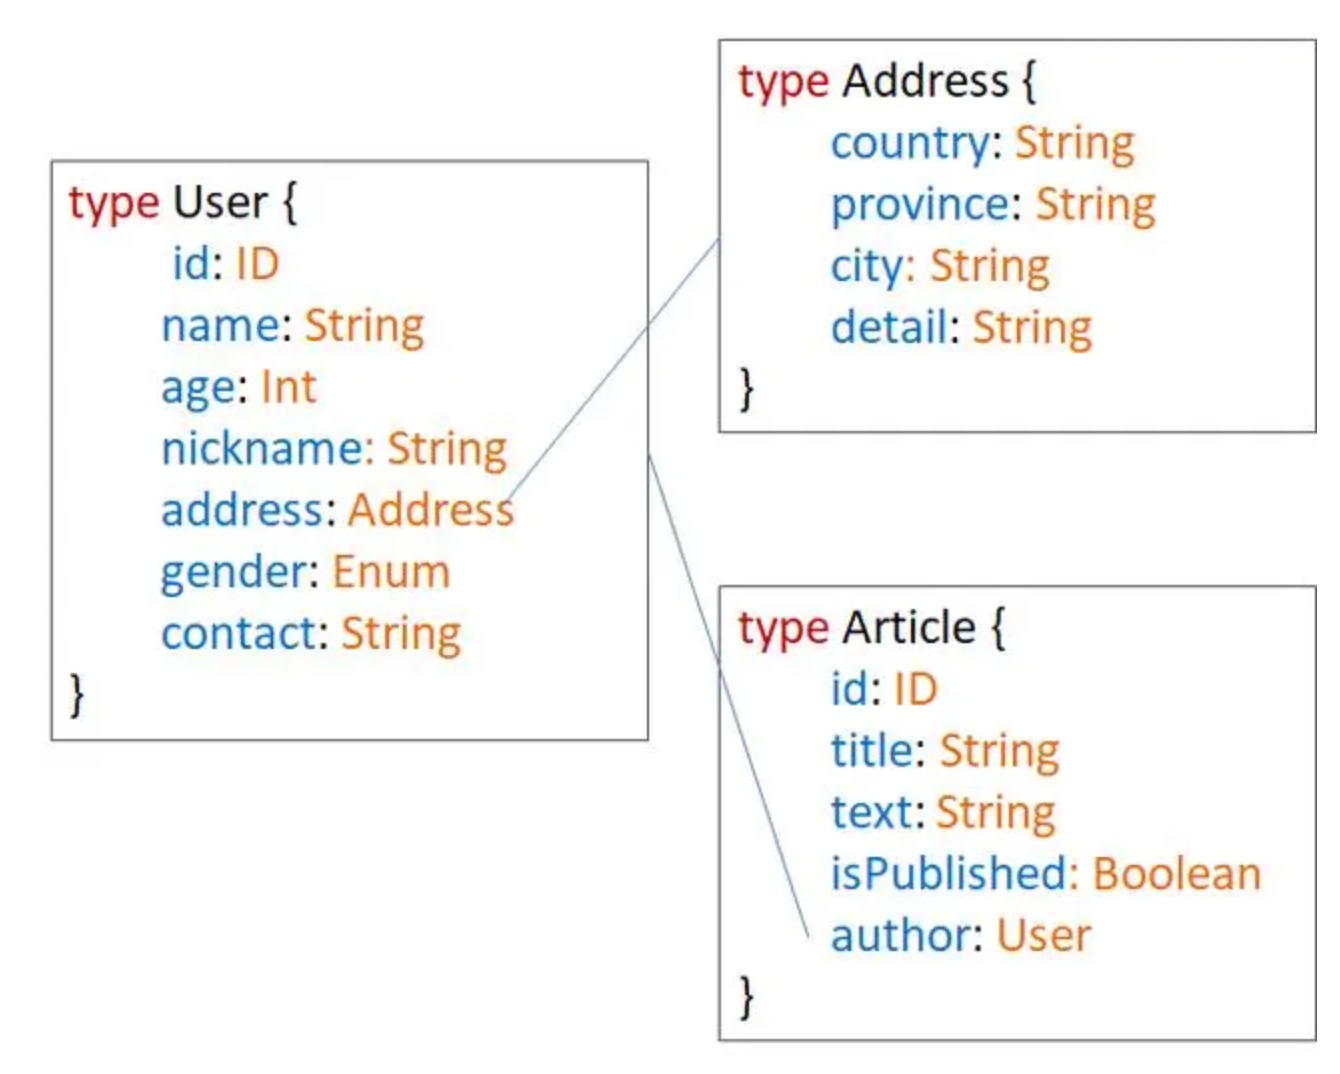 type User {
id: ID
name: String
age: Int
nickname: String
address: Address
gender: Enum
contact: String
}
type Address {
country: String
province: String
city: String
detail: String
}
type Article {
id: ID
title: String
text: String
isPublished: Boolean
author: User
}